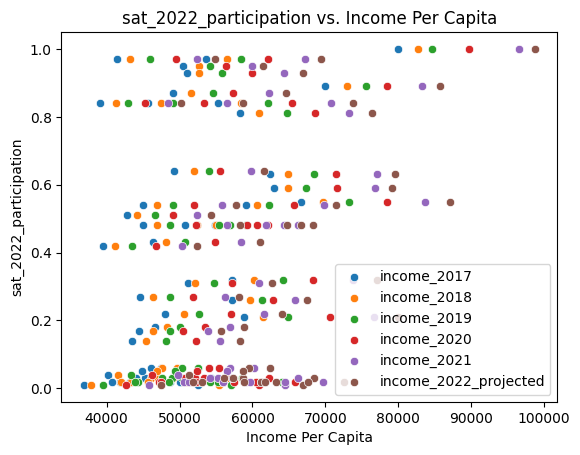 sat_2022_participation vs. Income Per Capita
1.0
0.8
0.6
0.4
0.2
0.0
sat_2022_participation
income_2017
income_2018
income_2019
income_2020
income_2021
income_2022_projected
40000 50000 60000 70000 80000 90000 100000
Income Per Capita